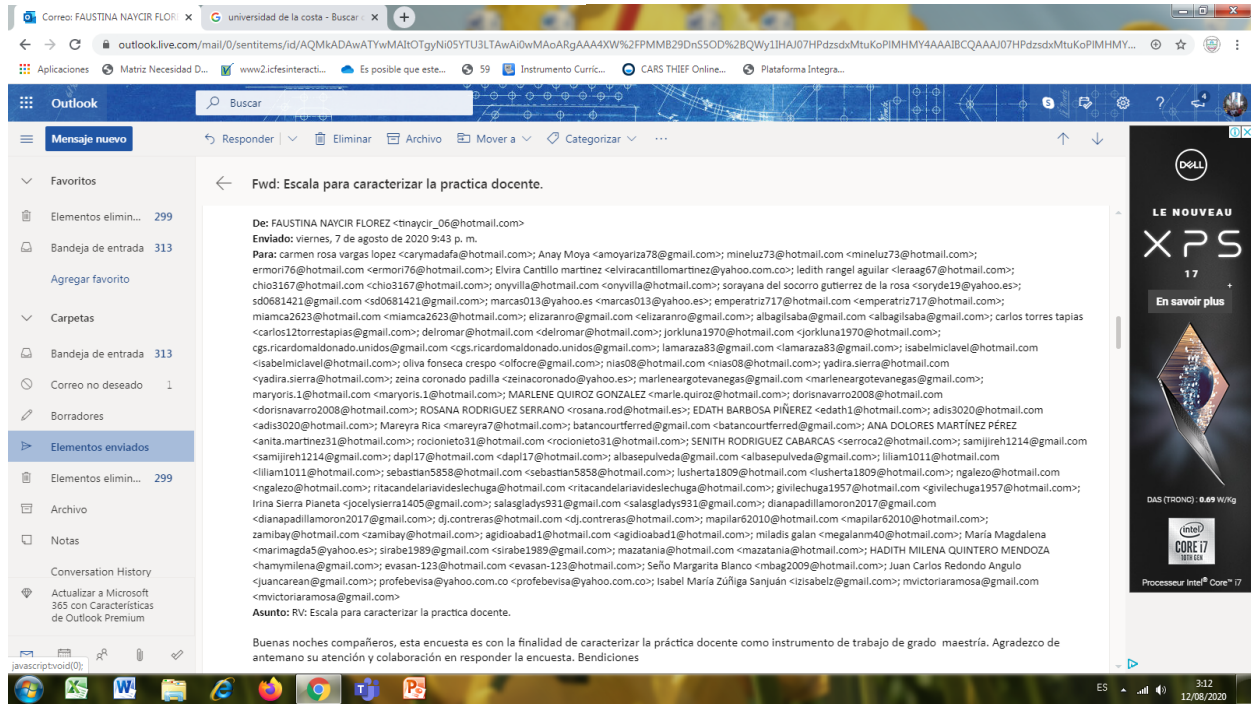 Correo: FAUSTINA NAYCIR FLOR
universidad de la costa - Buscar c
outlook.live.com/mail/0/sentitems/id/AQMkADAwATYwMAItOTgyNi05YTU3LTAwAi0wMAoARgAAA4XW%2FPMMB29DnS5OD%2BQWy1IHAJ07HPdzsdxMtuKoPIMHMY4AAAIBCQAAAJ07HPdzsdxMtuKoPIMHMY...
Aplicaciones Matriz Necesidad D... www2.icfesinteracti... Es posible que este... 59 Instrumento Curríc... CARS THIEF Online... Plataforma Integra...
Outlook
Buscar
Mensaje nuevo
Responder Eliminar Archivo Mover a Categorizar ...
Favoritos
Elementos elimin... 299
Bandeja de entrada 313
Agregar favorito
Carpetas
Bandeja de entrada 313
Correo no deseado 1
Borradores
Elementos enviados
Elementos elimin... 299
Archivo
Notas
Conversation History
Actualizar a Microsoft
365 con Características
de Outlook Premium
javascript:void(0);
Fwd: Escala para caracterizar la practica docente.
De: FAUSTINA NAYCIR FLOREZ <tinaycir_06@hotmail.com>
Enviado: viernes, 7 de agosto de 2020 9:43 p. m.
Para: carmen rosa vargas lopez <carymadafa@hotmail.com>; Anay Moya <amoyariza78@gmail.com>; mineluz73@hotmail.com <mineluz73@hotmail.com>;
ermori76@hotmail.com <ermori76@hotmail.com>; Elvira Cantillo martinez <elviracantillomartinez@yahoo.com.co>; ledith rangel aguilar <leraag67@hotmail.com>;
chio3167@hotmail.com <chio3167@hotmail.com>; onyvilla@hotmail.com <onyvilla@hotmail.com>; sorayana del socorro gutierrez de la rosa <soryde19@yahoo.es>;
sd0681421@gmail.com <sd0681421@gmail.com>; marcas013@yahoo.es <marcas013@yahoo.es>; emperatriz717@hotmail.com <emperatriz717@hotmail.com>;
miamca2623@hotmail.com <miamca2623@hotmail.com>; elizaranro@gmail.com <elizaranro@gmail.com>; albagilsaba@gmail.com <albagilsaba@gmail.com>; carlos torres tapias
<carlos12torrestapias@gmail.com>; delromar@hotmail.com <delromar@hotmail.com>; jorkluna1970@hotmail.com <jorkluna1970@hotmail.com>;
cgs.ricardomaldonado.unidos@gmail.com <cgs.ricardomaldonado.unidos@gmail.com>; lamaraza83@gmail.com <lamaraza83@gmail.com>; isabelmiclavel@hotmail.com
<isabelmiclavel@hotmail.com>; oliva fonseca crespo <olfocre@gmail.com>; nias08@hotmail.com <nias08@hotmail.com>; yadira.sierra@hotmail.com
<yadira.sierra@hotmail.com>; zeina coronado padilla <zeinacoronado@yahoo.es>; marleneargotevanegas@gmail.com <marleneargotevanegas@gmail.com>;
maryoris.1@hotmail.com <maryoris.1@hotmail.com>; MARLENE QUIROZ GONZALEZ <marle.quiroz@hotmail.com>; dorisnavarro2008@hotmail.com
<dorisnavarro2008@hotmail.com>; ROSANA RODRIGUEZ SERRANO <rosana.rod@hotmail.es>; EDATH BARBOSA PIÑEREZ <edath1@hotmail.com>; adis3020@hotmail.com
<adis3020@hotmail.com>; Mareyra Rica <mareyra7@hotmail.com>; batancourtferred@gmail.com <batancourtferred@gmail.com>; ANA DOLORES MARTÍNEZ PÉREZ
<anita.martinez31@hotmail.com>; rocionieto31@hotmail.com <rocionieto31@hotmail.com>; SENITH RODRIGUEZ CABARCAS <serroca2@hotmail.com>; samijireh1214@gmail.com
<samijireh1214@gmail.com>; dapl17@hotmail.com <dapl17@hotmail.com>; albasepulveda@gmail.com <albasepulveda@gmail.com>; liliam1011@hotmail.com
<liliam1011@hotmail.com>; sebastian5858@hotmail.com <sebastian5858@hotmail.com>; lusherta1809@hotmail.com <lusherta1809@hotmail.com>; ngalezo@hotmail.com
<ngalezo@hotmail.com>; ritacandelariavideslechuga@hotmail.com <ritacandelariavideslechuga@hotmail.com>; givilechuga1957@hotmail.com <givilechuga1957@hotmail.com>;
Irina Sierra Pianeta <jocelysierra1405@gmail.com>; salasgladys931@gmail.com <salasgladys931@gmail.com>; dianapadillamoron2017@gmail.com
<dianapadillamoron2017@gmail.com>; dj.contreras@hotmail.com <dj.contreras@hotmail.com>; mapilar62010@hotmail.com <mapilar62010@hotmail.com>;
zamibay@hotmail.com <zamibay@hotmail.com>; agidioabad1@hotmail.com <agidioabad1@hotmail.com>; miladis galan <megalanm40@hotmail.com>; María Magdalena
<marimagda5@yahoo.es>; sirabe1989@gmail.com <sirabe1989@gmail.com>; mazatania@hotmail.com <mazatania@hotmail.com>; HADITH MILENA QUINTERO MENDOZA
<hamymilena@gmail.com>; evasan-123@hotmail.com <evasan-123@hotmail.com>; Seño Margarita Blanco <mbag2009@hotmail.com>; Juan Carlos Redondo Angulo
<juancarean@gmail.com>; profebevisa@yahoo.com.co <profebevisa@yahoo.com.co>; Isabel María Zúñiga Sanjuán <izisabelz@gmail.com>; mvictoriaramosa@gmail.com
<mvictoriaramosa@gmail.com>
Asunto: RV: Escala para caracterizar la practica docente.
Buenas noches compañeros, esta encuesta es con la finalidad de caracterizar la práctica docente como instrumento de trabajo de grado maestría. Agradezco de
antemano su atención y colaboración en responder la encuesta. Bendiciones
DELL
LE NOUVEAU
XPS
17
En savoir plus
DAS (TRONC) : 0.69 W/Kg
intel
CORE i7
10TH GEN
Processeur Intel® Core™ i7
ES
3:12
12/08/2020